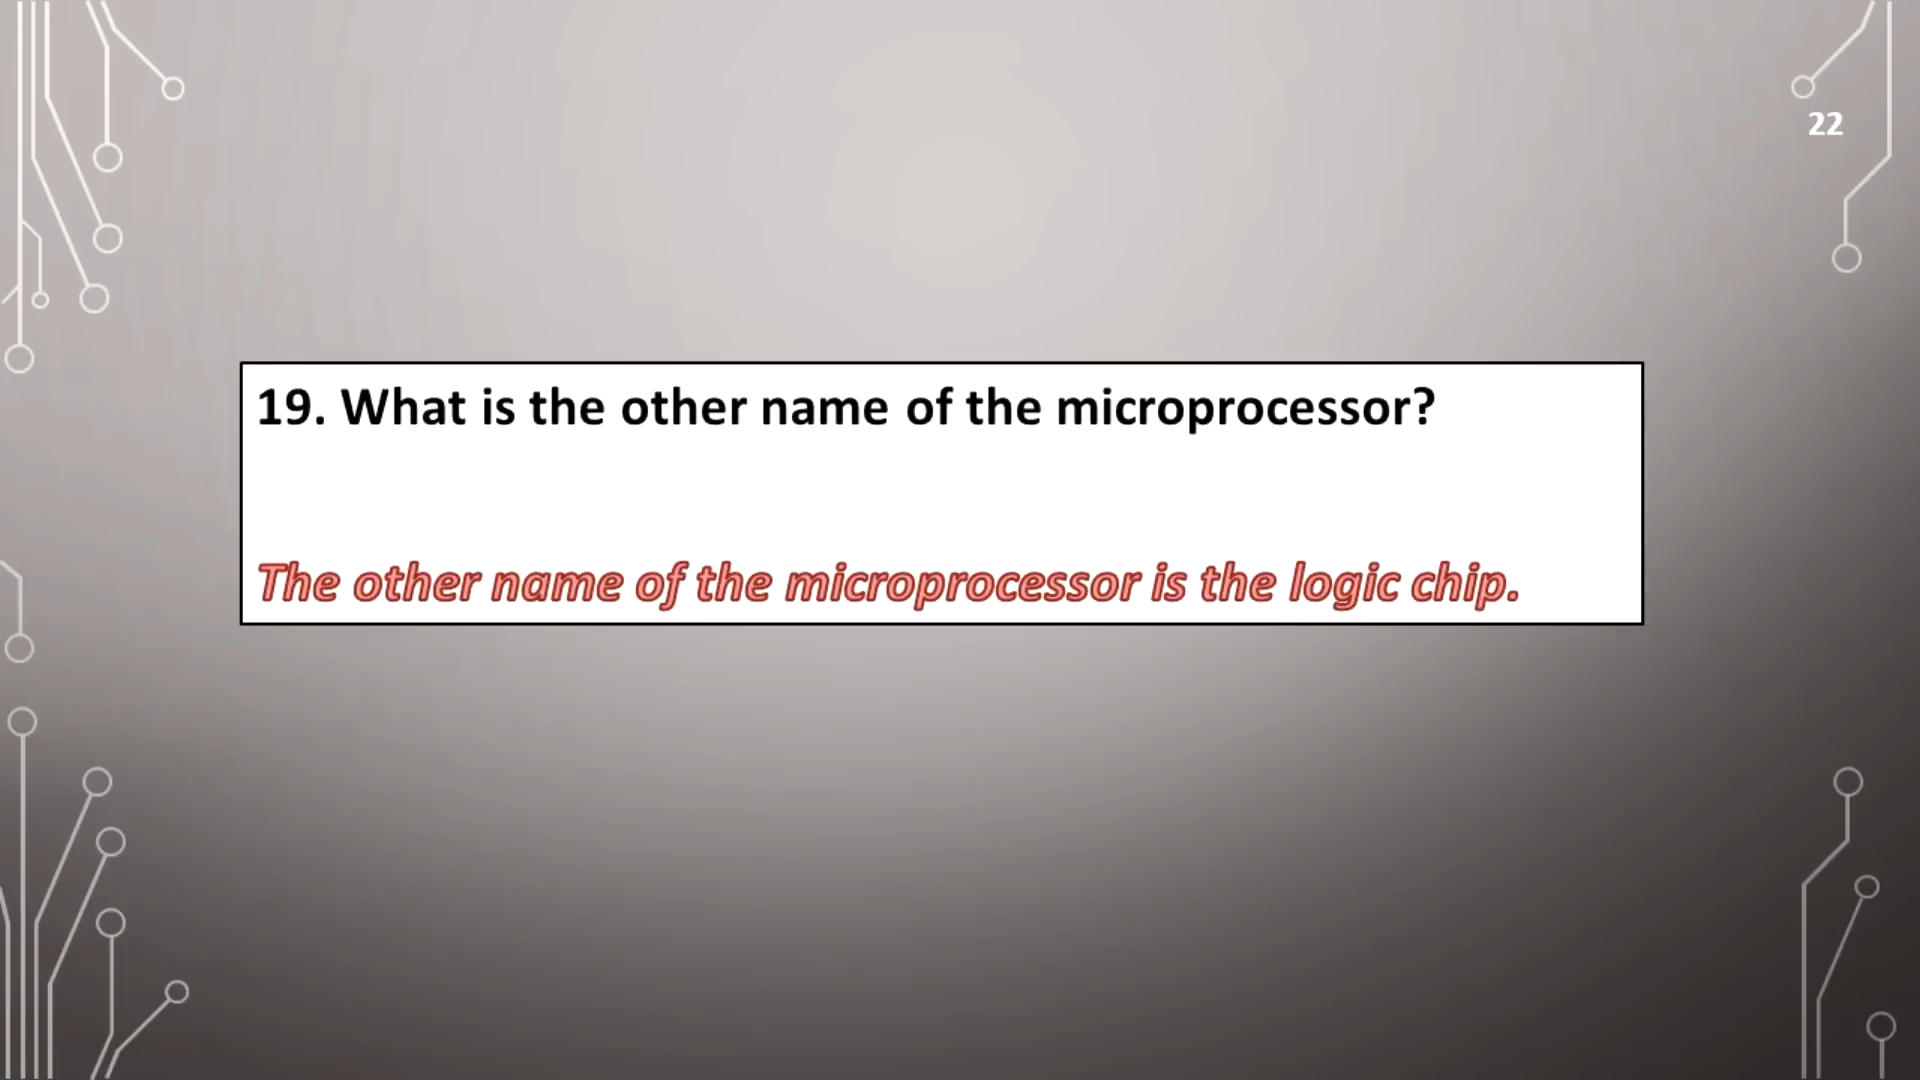 22
19. What is the other name of the microprocessor?
The other name of the microprocessor is the logic chip.